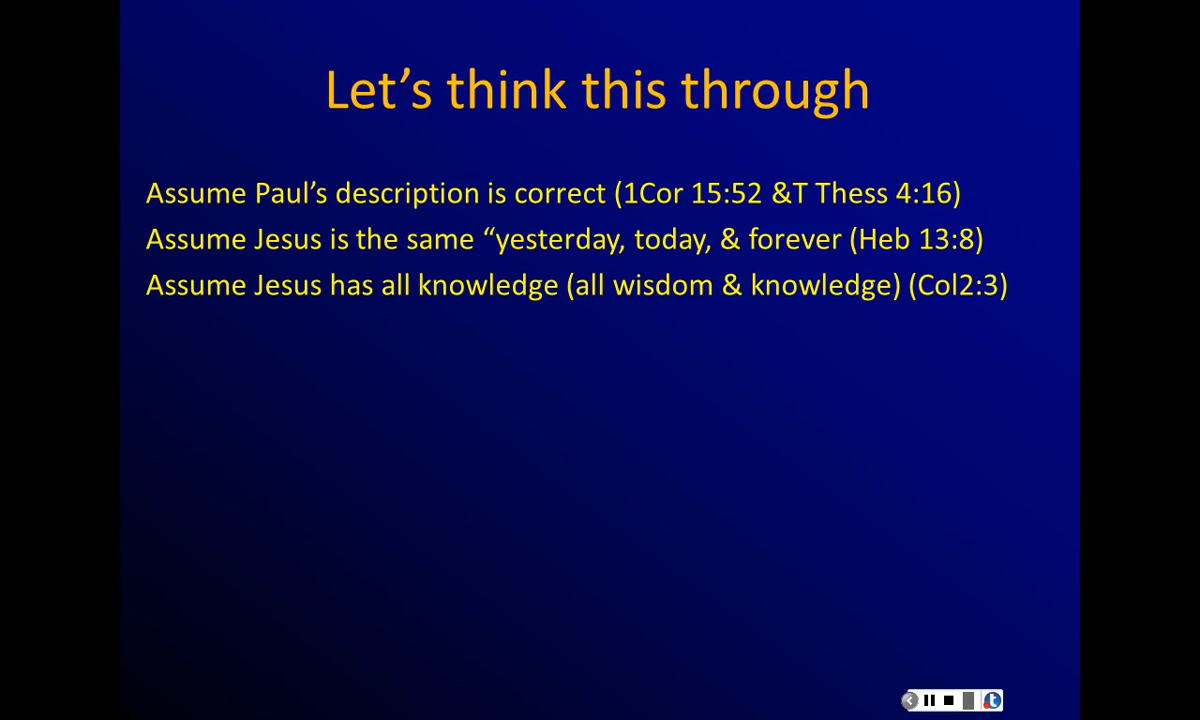 Let’s think this through
Assume Paul’s description is correct (1Cor 15:52 &T Thess 4:16)
Assume Jesus is the same “yesterday, today, & forever (Heb 13:8)
Assume Jesus has all knowledge (all wisdom & knowledge) (Col2:3)
t